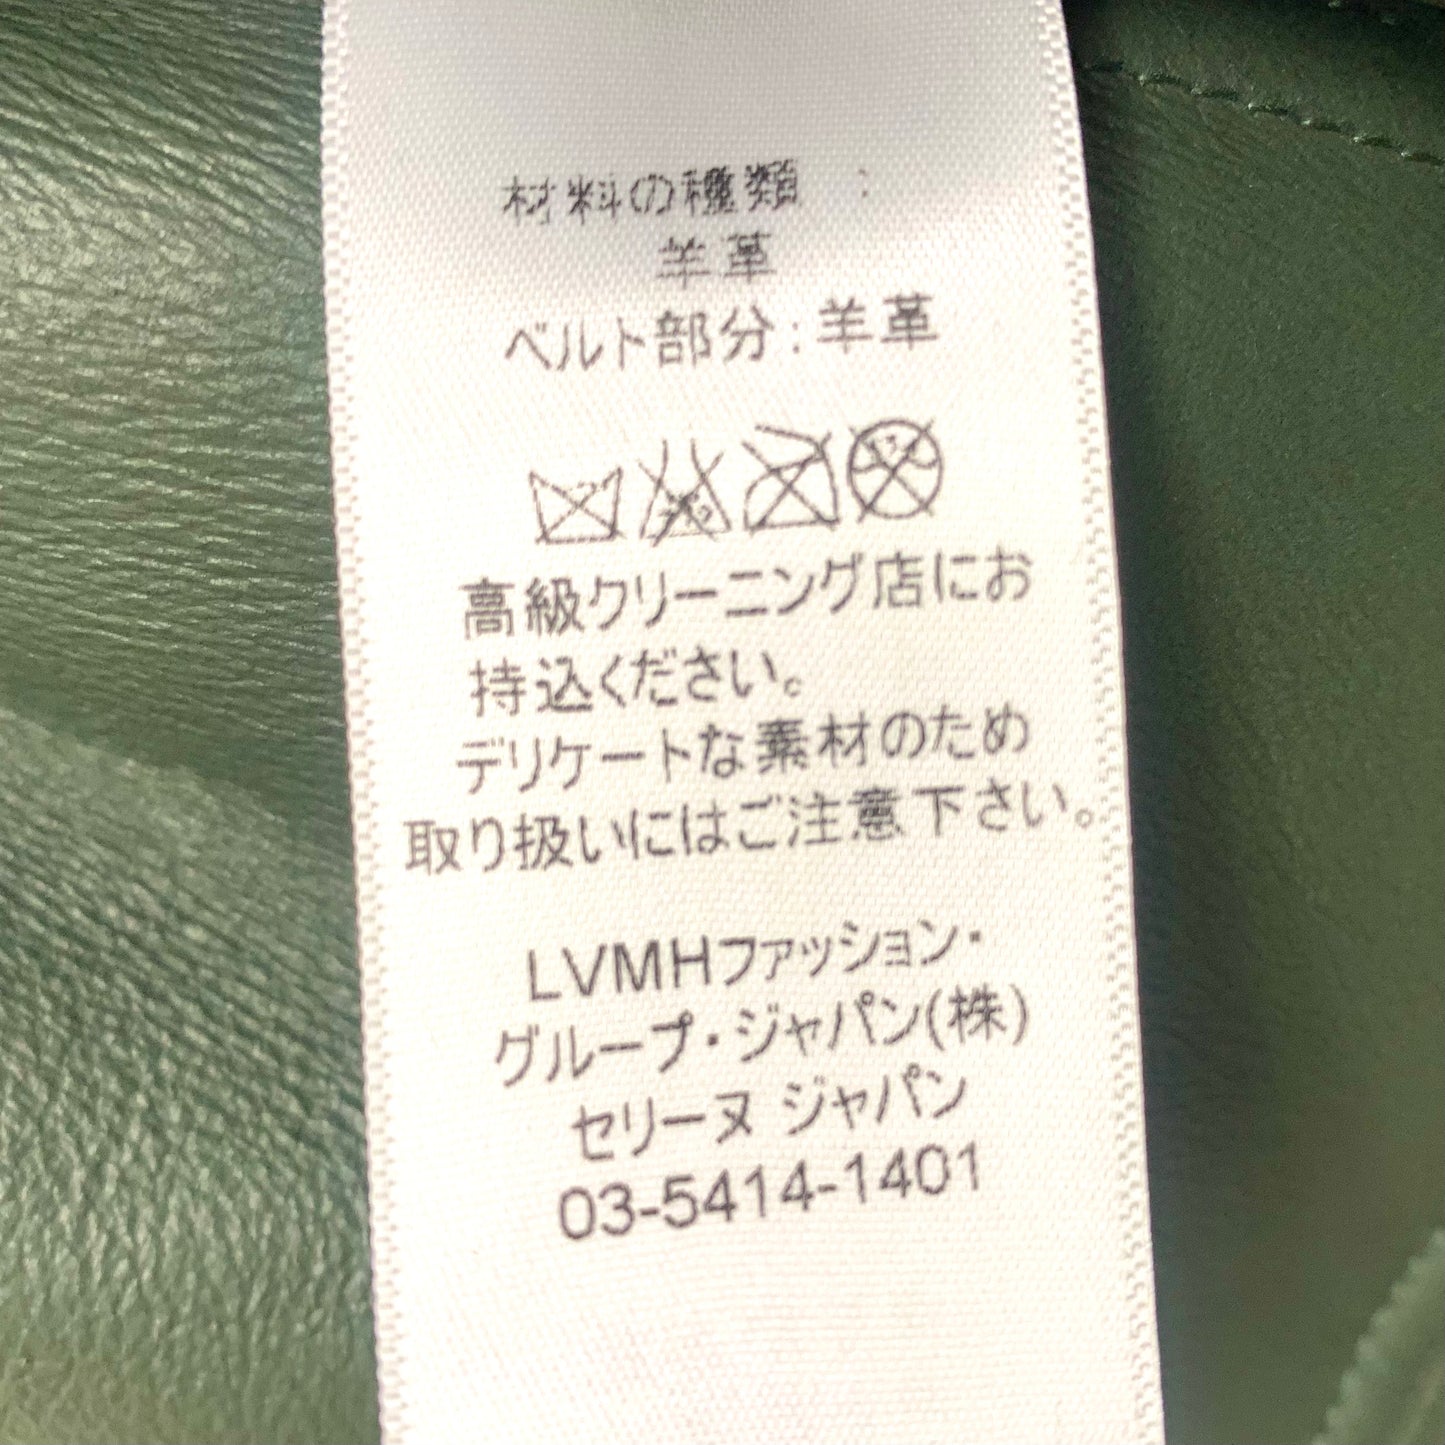 材料の種類 :
羊革
ベルト部分:羊革
高級クリーニング店にお
持込ください。
デリケートな素材のため
取り扱いにはご注意下さい。
LVMHファッション・
グループ・ジャパン(株)
セリーヌ ジャパン
03-5414-1401